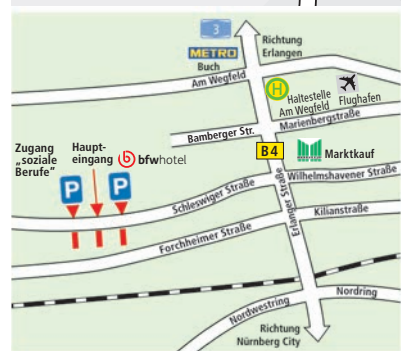 3
Richtung
Erlangen
METRO
Buch
Am Wegfeld
H
Haltestelle
Am Wegfeld
Flughafen
Marienbergstraße
Bamberger Str.
B4
Marktkauf
Zugang
„soziale
Berufe“
Haupt-
eingang
bfwhotel
P
P
Wilhelmshavener Straße
Schleswiger Straße
Erlanger Straße
Kilianstraße
Forchheimer Straße
Nordwestring
Nordring
Richtung
Nürnberg City